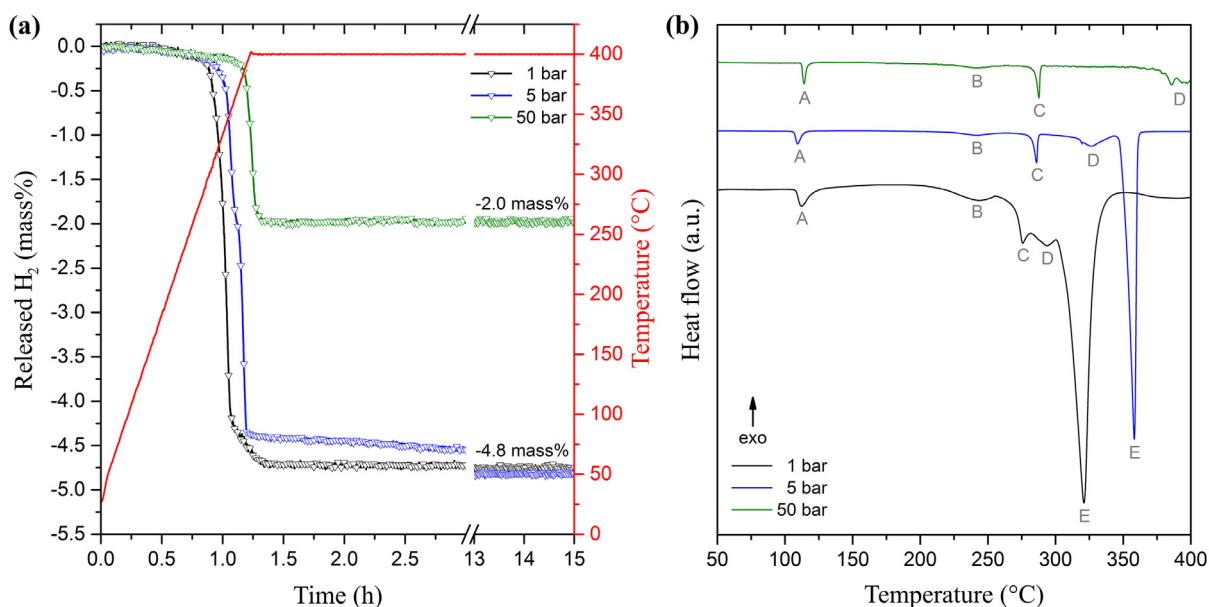 (a)
0.0
-0.5
-1.0
-1.5
-2.0
-2.5
-3.0
-3.5
-4.0
-4.5
-5.0
-5.5
Released H₂ (mass%)
0.0
0.5
1.0
1.5
2.0
2.5
13
14
15
Time (h)
1 bar
5 bar
50 bar
-2.0 mass%
-4.8 mass%
400
350
300
250
200
150
100
50
0
Temperature (°C)
(b)
Heat flow (a.u.)
A
B
C
D
A
B
C
D
E
A
B
C
D
E
exo
1 bar
5 bar
50 bar
50
100
150
200
250
300
350
400
Temperature (°C)